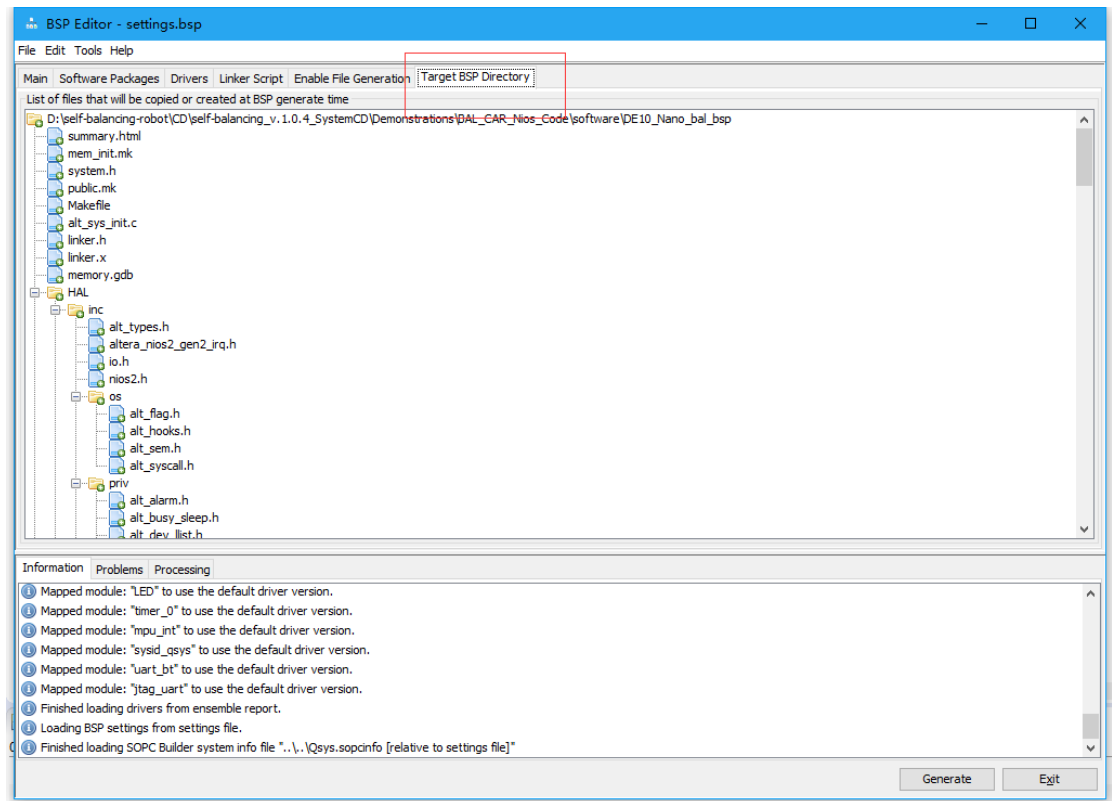 BSP Editor - settings.bsp
File Edit Tools Help
Main Software Packages Drivers Linker Script Enable File Generation Target BSP Directory
List of files that will be copied or created at BSP generate time
D:\self-balancing-robot\CD\self-balancing_v.1.0.4_SystemCD\Demonstrations\BAL_CAR_Nios_Code\software\DE10_Nano_bal_bsp
summary.html
mem_init.mk
system.h
public.mk
Makefile
alt_sys_init.c
linker.h
linker.x
memory.gdb
HAL
inc
alt_types.h
altera_nios2_gen2_irq.h
io.h
nios2.h
os
alt_flag.h
alt_hooks.h
alt_sem.h
alt_syscall.h
priv
alt_alarm.h
alt_busy_sleep.h
alt_dev_llist.h
Information Problems Processing
Mapped module: "LED" to use the default driver version.
Mapped module: "timer_0" to use the default driver version.
Mapped module: "mpu_int" to use the default driver version.
Mapped module: "sysid_qsys" to use the default driver version.
Mapped module: "uart_bt" to use the default driver version.
Mapped module: "jtag_uart" to use the default driver version.
Finished loading drivers from ensemble report.
Loading BSP settings from settings file.
Finished loading SOPC Builder system info file "..\..\Qsys.sopcinfo [relative to settings file]"
Generate Exit